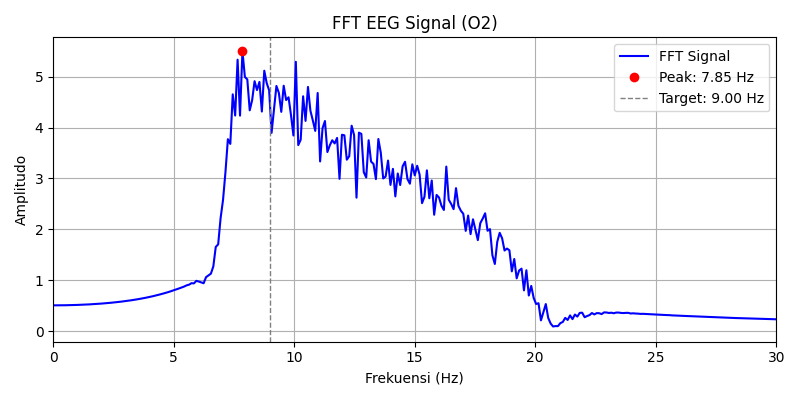 FFT EEG Signal (O2)
FFT Signal
Peak: 7.85 Hz
Target: 9.00 Hz
Amplitudo
5
4
3
2
1
0
0 5 10 15 20 25 30
Frekuensi (Hz)